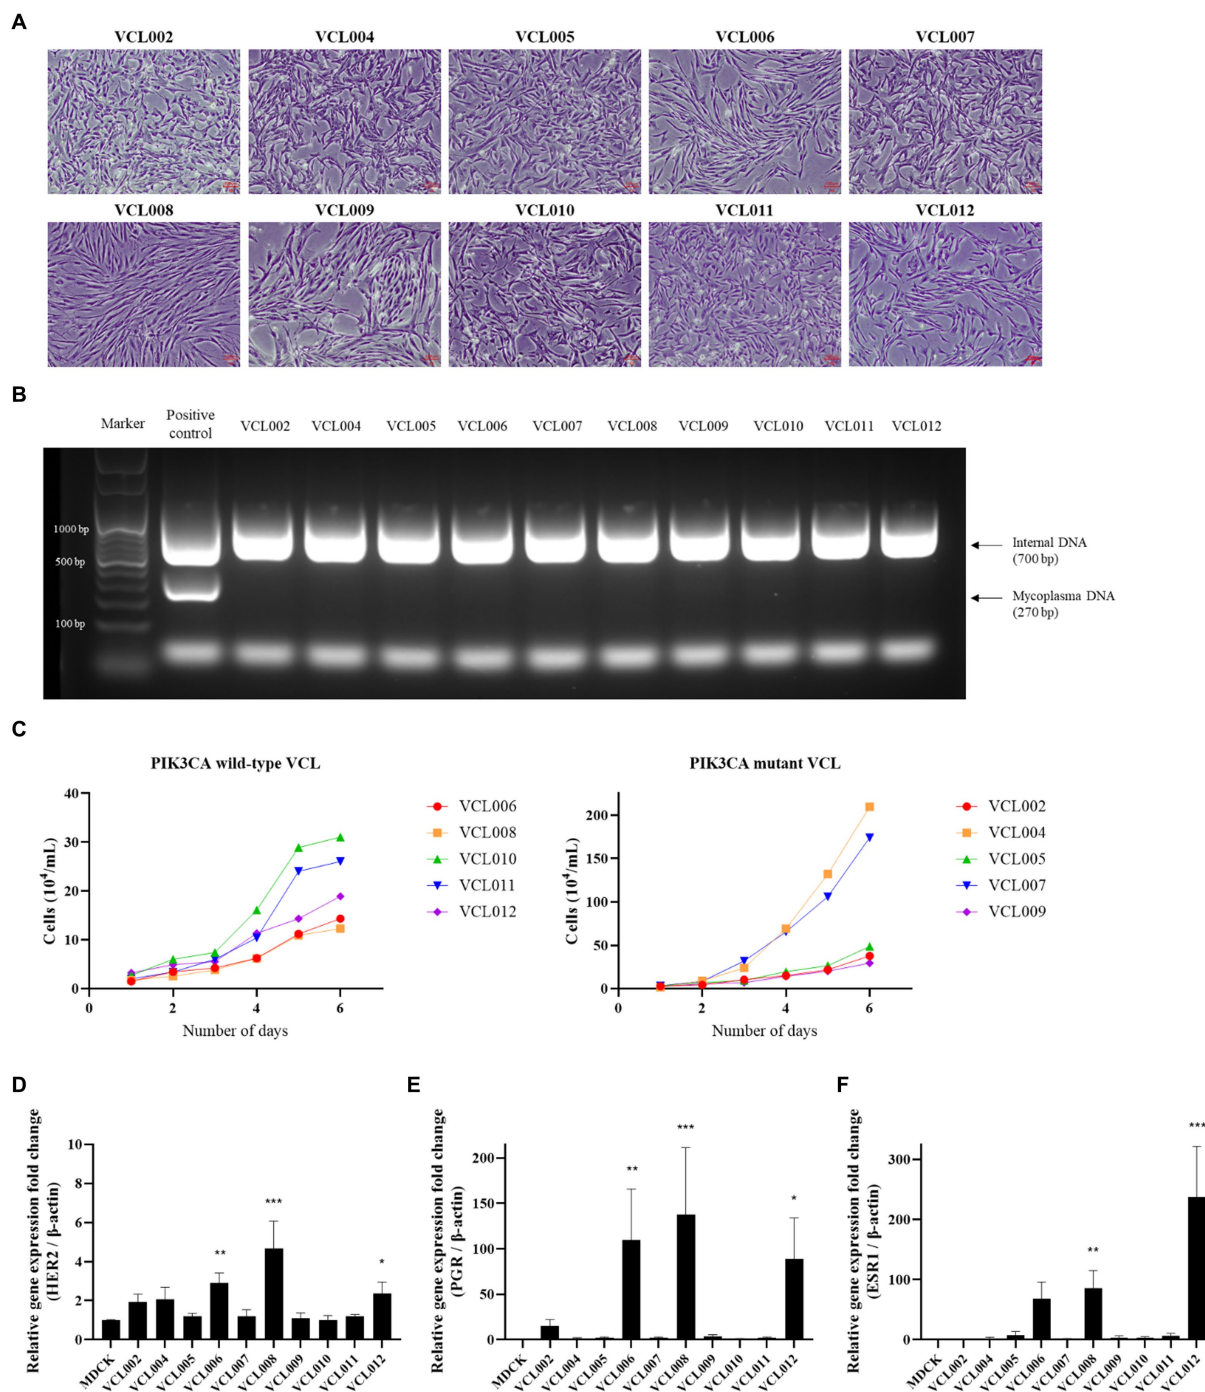 A
VCL002 VCL004 VCL005 VCL006 VCL007
VCL008 VCL009 VCL010 VCL011 VCL012
B
Marker Positive control VCL002 VCL004 VCL005 VCL006 VCL007 VCL008 VCL009 VCL010 VCL011 VCL012
1000 bp
500 bp
100 bp
Internal DNA
(700 bp)
Mycoplasma DNA
(270 bp)
C
PIK3CA wild-type VCL
Cells (10⁴/mL)
40
30
20
10
0
0 2 4 6
Number of days
VCL006
VCL008
VCL010
VCL011
VCL012
PIK3CA mutant VCL
Cells (10⁴/mL)
200
150
100
50
0
0 2 4 6
Number of days
VCL002
VCL004
VCL005
VCL007
VCL009
D
Relative gene expression fold change
(HER2 / β-actin)
10
8
6
4
2
0
** *** *
MDCK VCL002 VCL004 VCL005 VCL006 VCL007 VCL008 VCL009 VCL010 VCL011 VCL012
E
Relative gene expression fold change
(PGR / β-actin)
200
150
100
50
0
** *** *
MDCK VCL002 VCL004 VCL005 VCL006 VCL007 VCL008 VCL009 VCL010 VCL011 VCL012
F
Relative gene expression fold change
(ESR1 / β-actin)
300
200
100
0
** ***
MDCK VCL002 VCL004 VCL005 VCL006 VCL007 VCL008 VCL009 VCL010 VCL011 VCL012